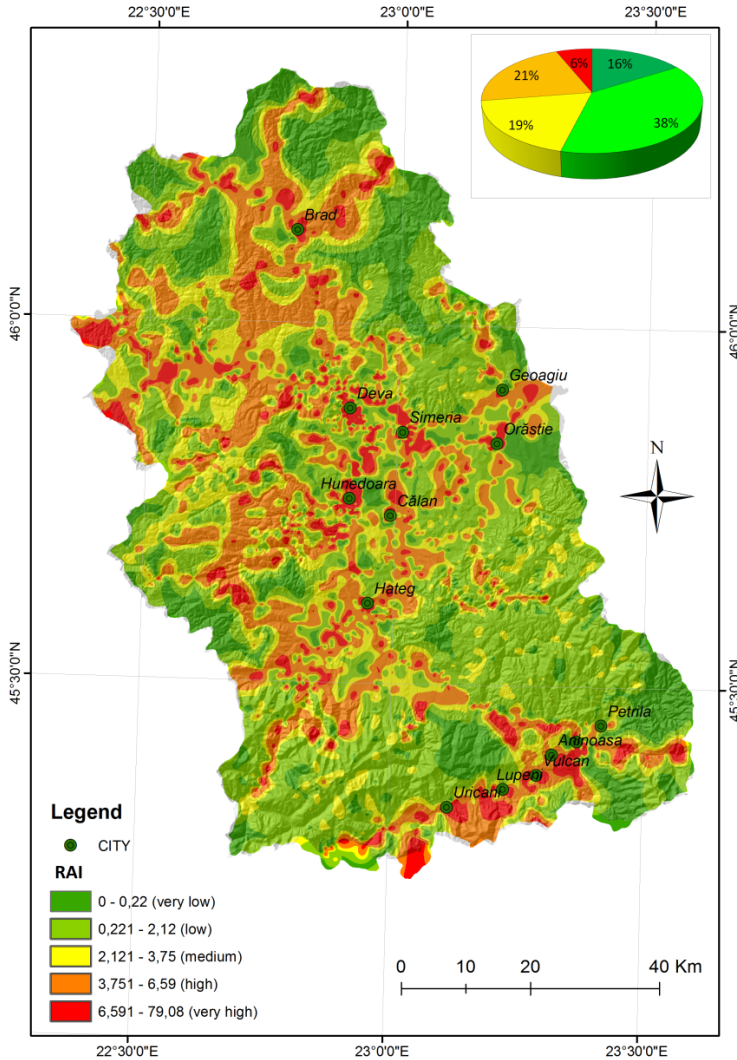 22°30'0"E
23°0'0"E
23°30'0"E
6%
16%
21%
19%
38%
Brad
46°0'0"N
46°0'0"N
Geoagiu
Deva
Simeria
Orăștie
N
Hunedoara
Călan
Hateg
45°30'0"N
45°30'0"N
Petrila
Aninoasa
Vulcan
Lupeni
Uricani
Legend
CITY
RAI
0 - 0,22 (very low)
0,221 - 2,12 (low)
2,121 - 3,75 (medium)
3,751 - 6,59 (high)
6,591 - 79,08 (very high)
0 10 20 40 Km
22°30'0"E
23°0'0"E
23°30'0"E